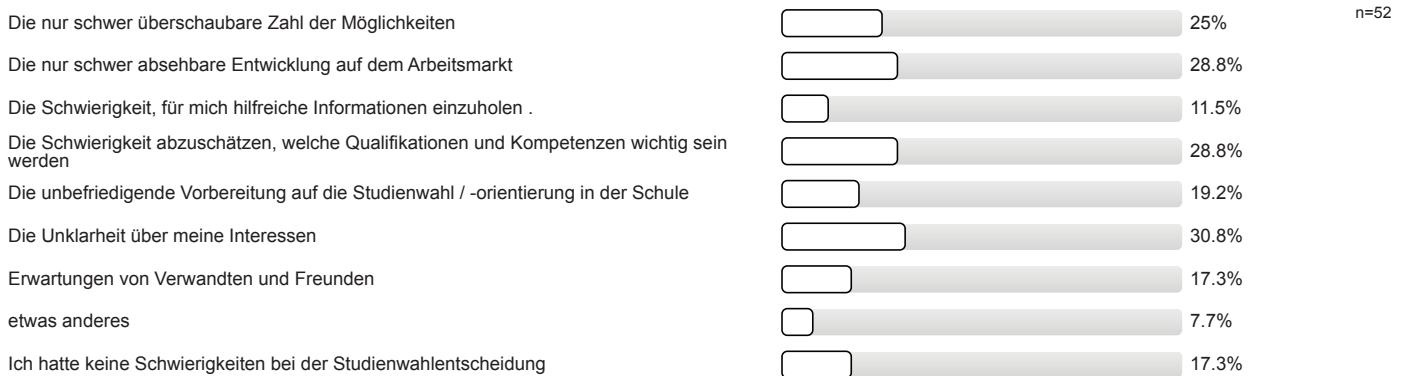 Die nur schwer überschaubare Zahl der Möglichkeiten 25% n=52
Die nur schwer absehbare Entwicklung auf dem Arbeitsmarkt 28.8%
Die Schwierigkeit, für mich hilfreiche Informationen einzuholen . 11.5%
Die Schwierigkeit abzuschätzen, welche Qualifikationen und Kompetenzen wichtig sein
werden 28.8%
Die unbefriedigende Vorbereitung auf die Studienwahl / -orientierung in der Schule 19.2%
Die Unklarheit über meine Interessen 30.8%
Erwartungen von Verwandten und Freunden 17.3%
etwas anderes 7.7%
Ich hatte keine Schwierigkeiten bei der Studienwahlentscheidung 17.3%